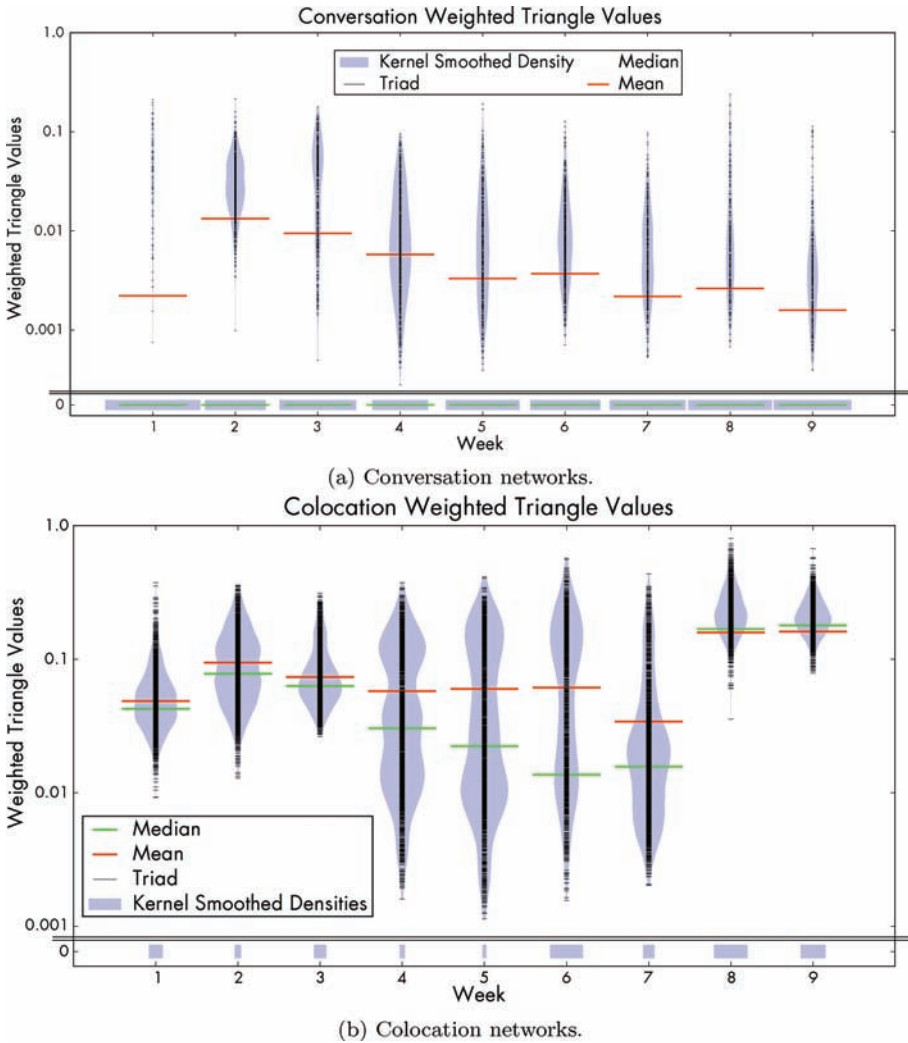 Conversation Weighted Triangle Values
Weighted Triangle Values
1.0
0.1
0.01
0.001
0
Kernel Smoothed Density
Triad
Median
Mean
1 2 3 4 5 6 7 8 9
Week
(a) Conversation networks.
Colocation Weighted Triangle Values
Weighted Triangle Values
1.0
0.1
0.01
0.001
0
Median
Mean
Triad
Kernel Smoothed Densities
1 2 3 4 5 6 7 8 9
Week
(b) Colocation networks.